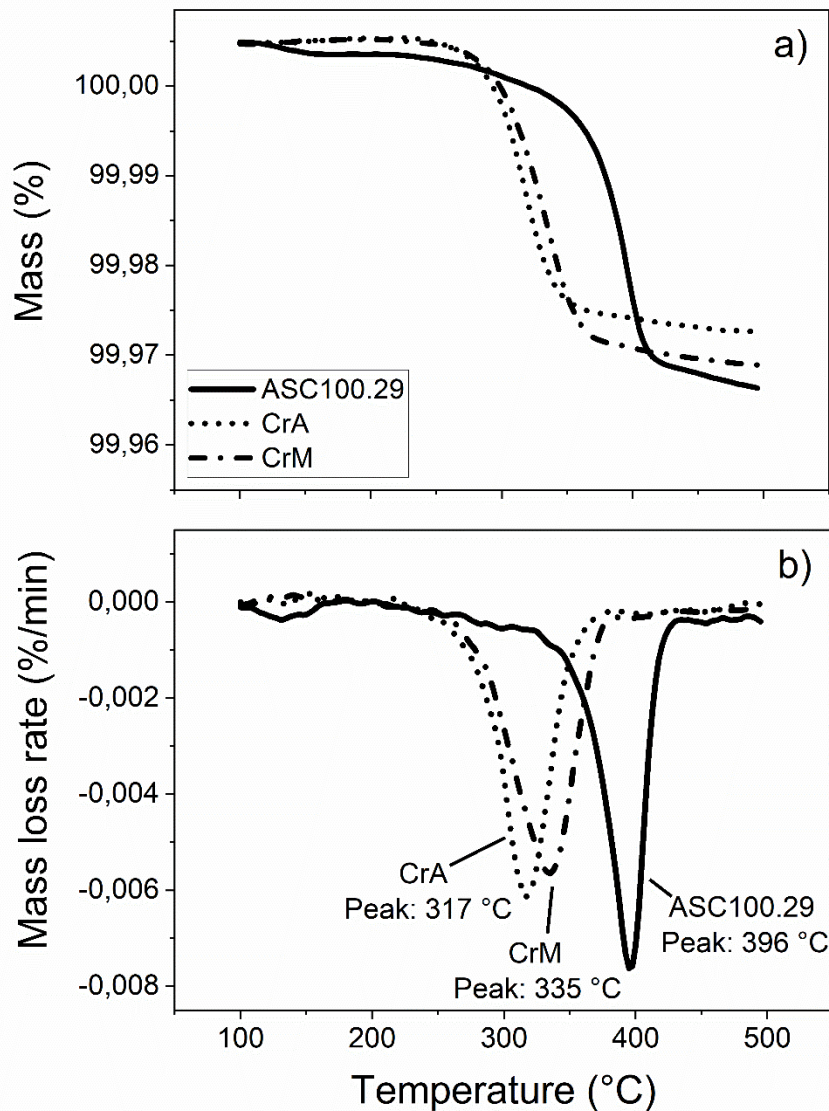 a)
100,00
99,99
99,98
99,97
99,96
Mass (%)
ASC100.29
CrA
CrM
b)
0,000
-0,002
-0,004
-0,006
-0,008
Mass loss rate (%/min)
CrA
Peak: 317 °C
CrM
Peak: 335 °C
ASC100.29
Peak: 396 °C
100 200 300 400 500
Temperature (°C)